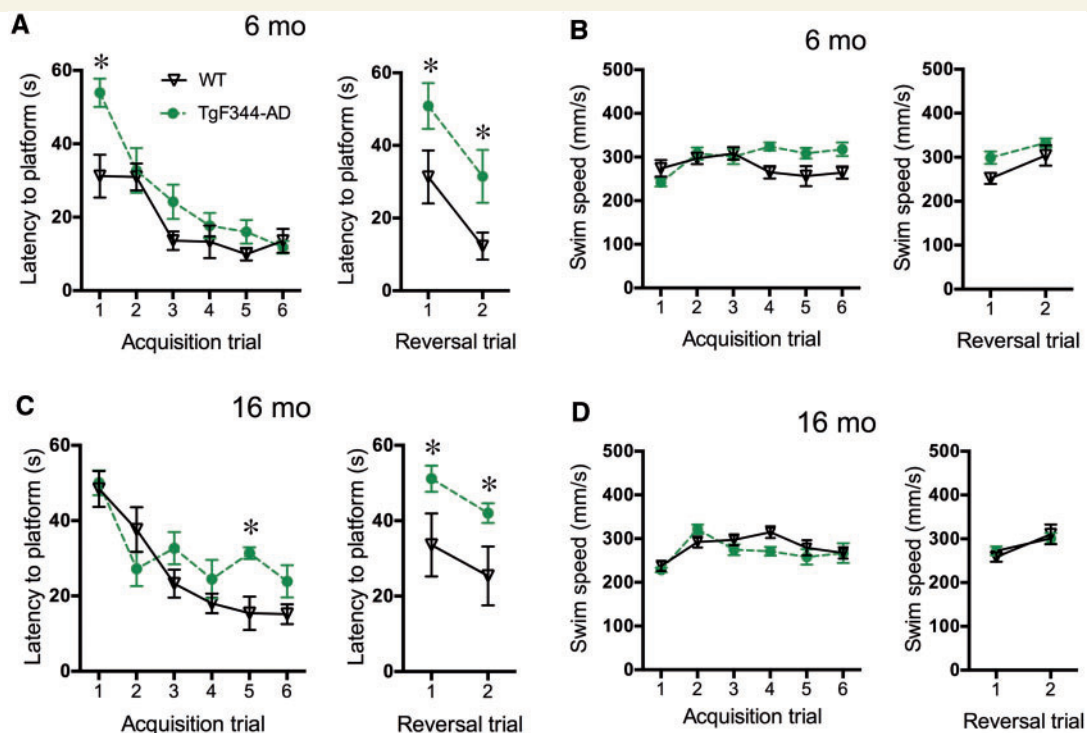 A
6 mo
Latency to platform (s)
60
40
20
0
*
WT
TgF344-AD
1 2 3 4 5 6
Acquisition trial
Latency to platform (s)
60
40
20
0
*
*
1 2
Reversal trial
B
6 mo
Swim speed (mm/s)
500
400
300
200
100
0
1 2 3 4 5 6
Acquisition trial
Swim speed (mm/s)
500
400
300
200
100
0
1 2
Reversal trial
C
16 mo
Latency to platform (s)
60
40
20
0
*
1 2 3 4 5 6
Acquisition trial
Latency to platform (s)
60
40
20
0
*
*
1 2
Reversal trial
D
16 mo
Swim speed (mm/s)
500
400
300
200
100
0
1 2 3 4 5 6
Acquisition trial
Swim speed (mm/s)
500
400
300
200
100
0
1 2
Reversal trial